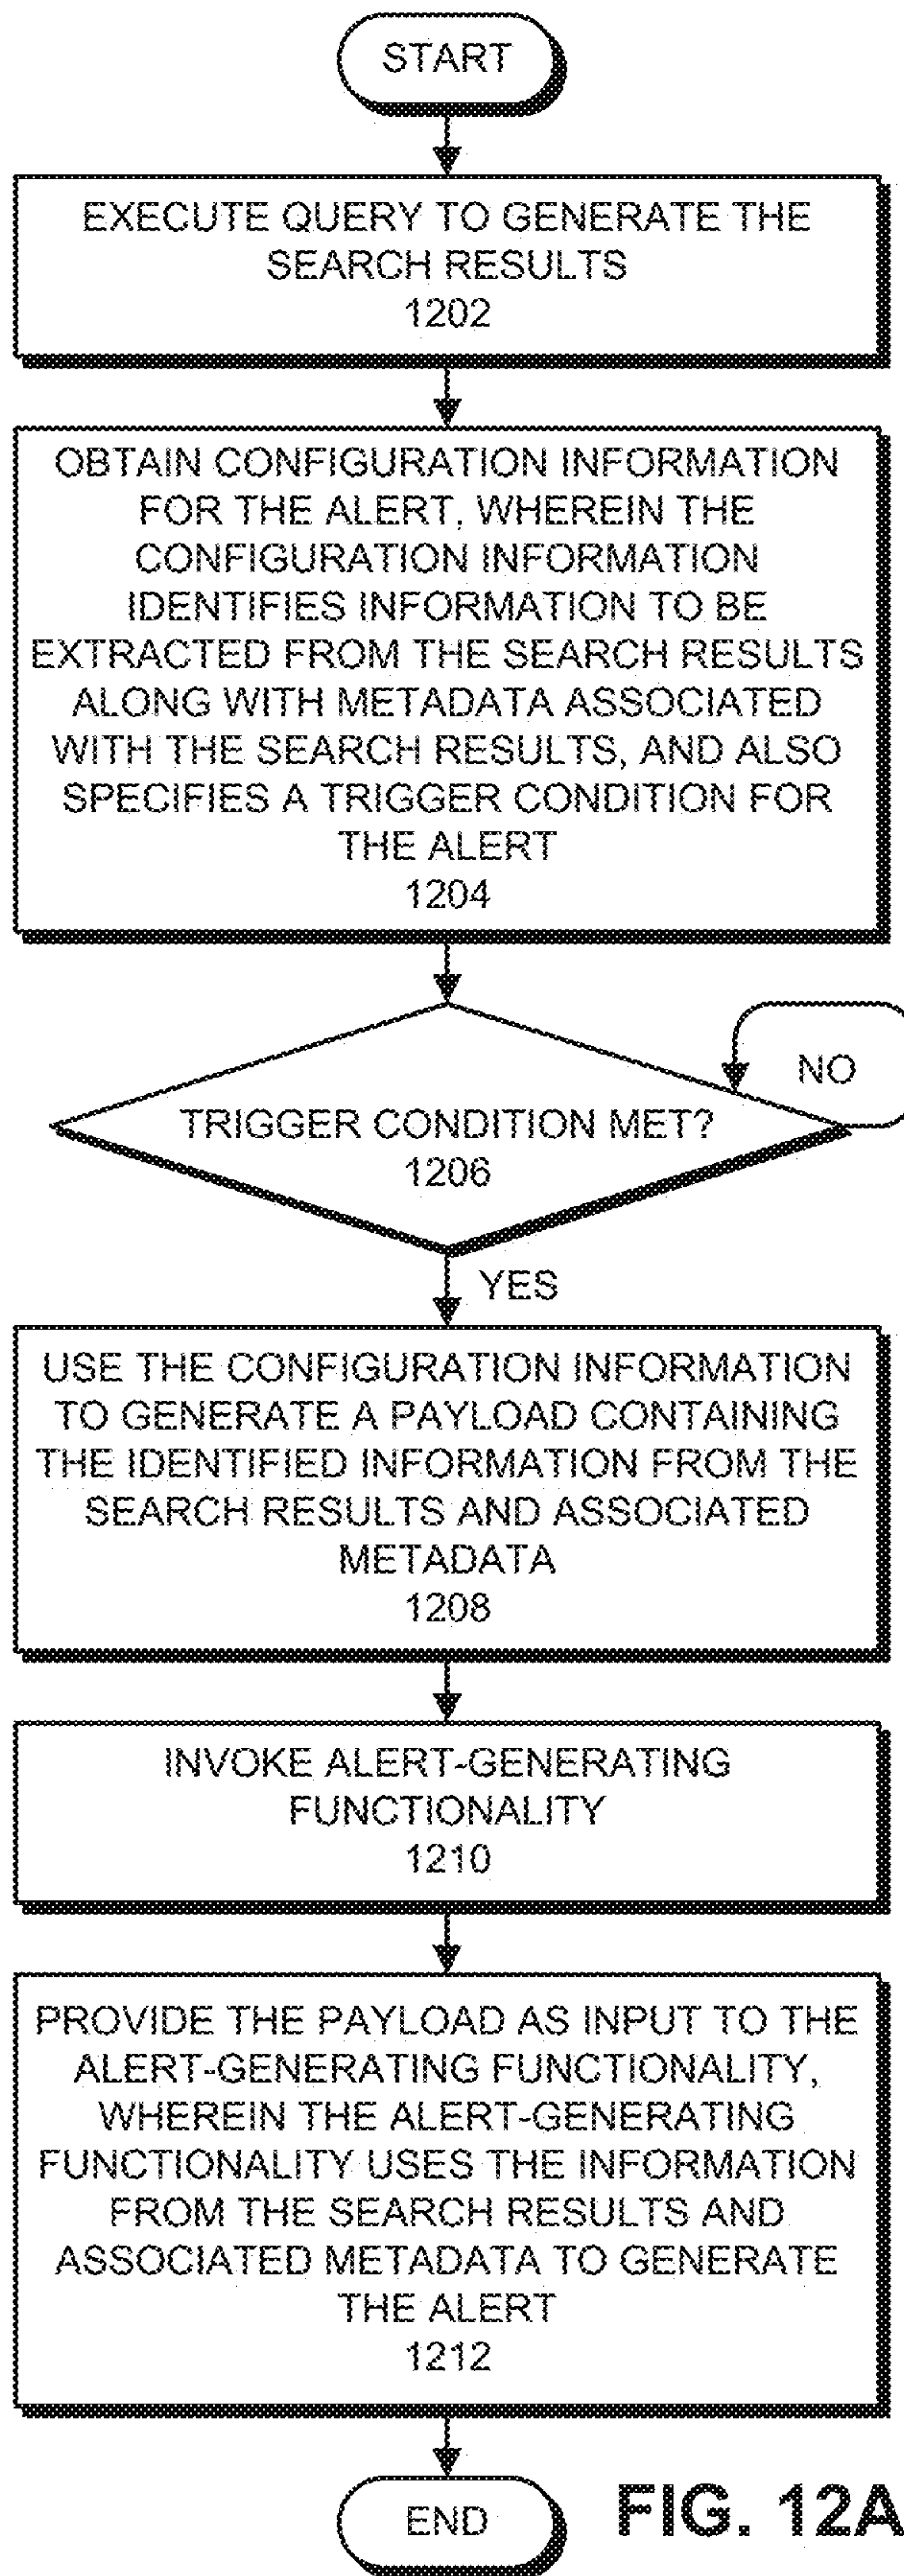 START
EXECUTE QUERY TO GENERATE THE
SEARCH RESULTS
1202
OBTAIN CONFIGURATION INFORMATION
FOR THE ALERT, WHEREIN THE
CONFIGURATION INFORMATION
IDENTIFIES INFORMATION TO BE
EXTRACTED FROM THE SEARCH RESULTS
ALONG WITH METADATA ASSOCIATED
WITH THE SEARCH RESULTS, AND ALSO
SPECIFIES A TRIGGER CONDITION FOR
THE ALERT
1204
NO
TRIGGER CONDITION MET?
1206
YES
USE THE CONFIGURATION INFORMATION
TO GENERATE A PAYLOAD CONTAINING
THE IDENTIFIED INFORMATION FROM THE
SEARCH RESULTS AND ASSOCIATED
METADATA
1208
INVOKE ALERT-GENERATING
FUNCTIONALITY
1210
PROVIDE THE PAYLOAD AS INPUT TO THE
ALERT-GENERATING FUNCTIONALITY,
WHEREIN THE ALERT-GENERATING
FUNCTIONALITY USES THE INFORMATION
FROM THE SEARCH RESULTS AND
ASSOCIATED METADATA TO GENERATE
THE ALERT
1212
END
FIG. 12A